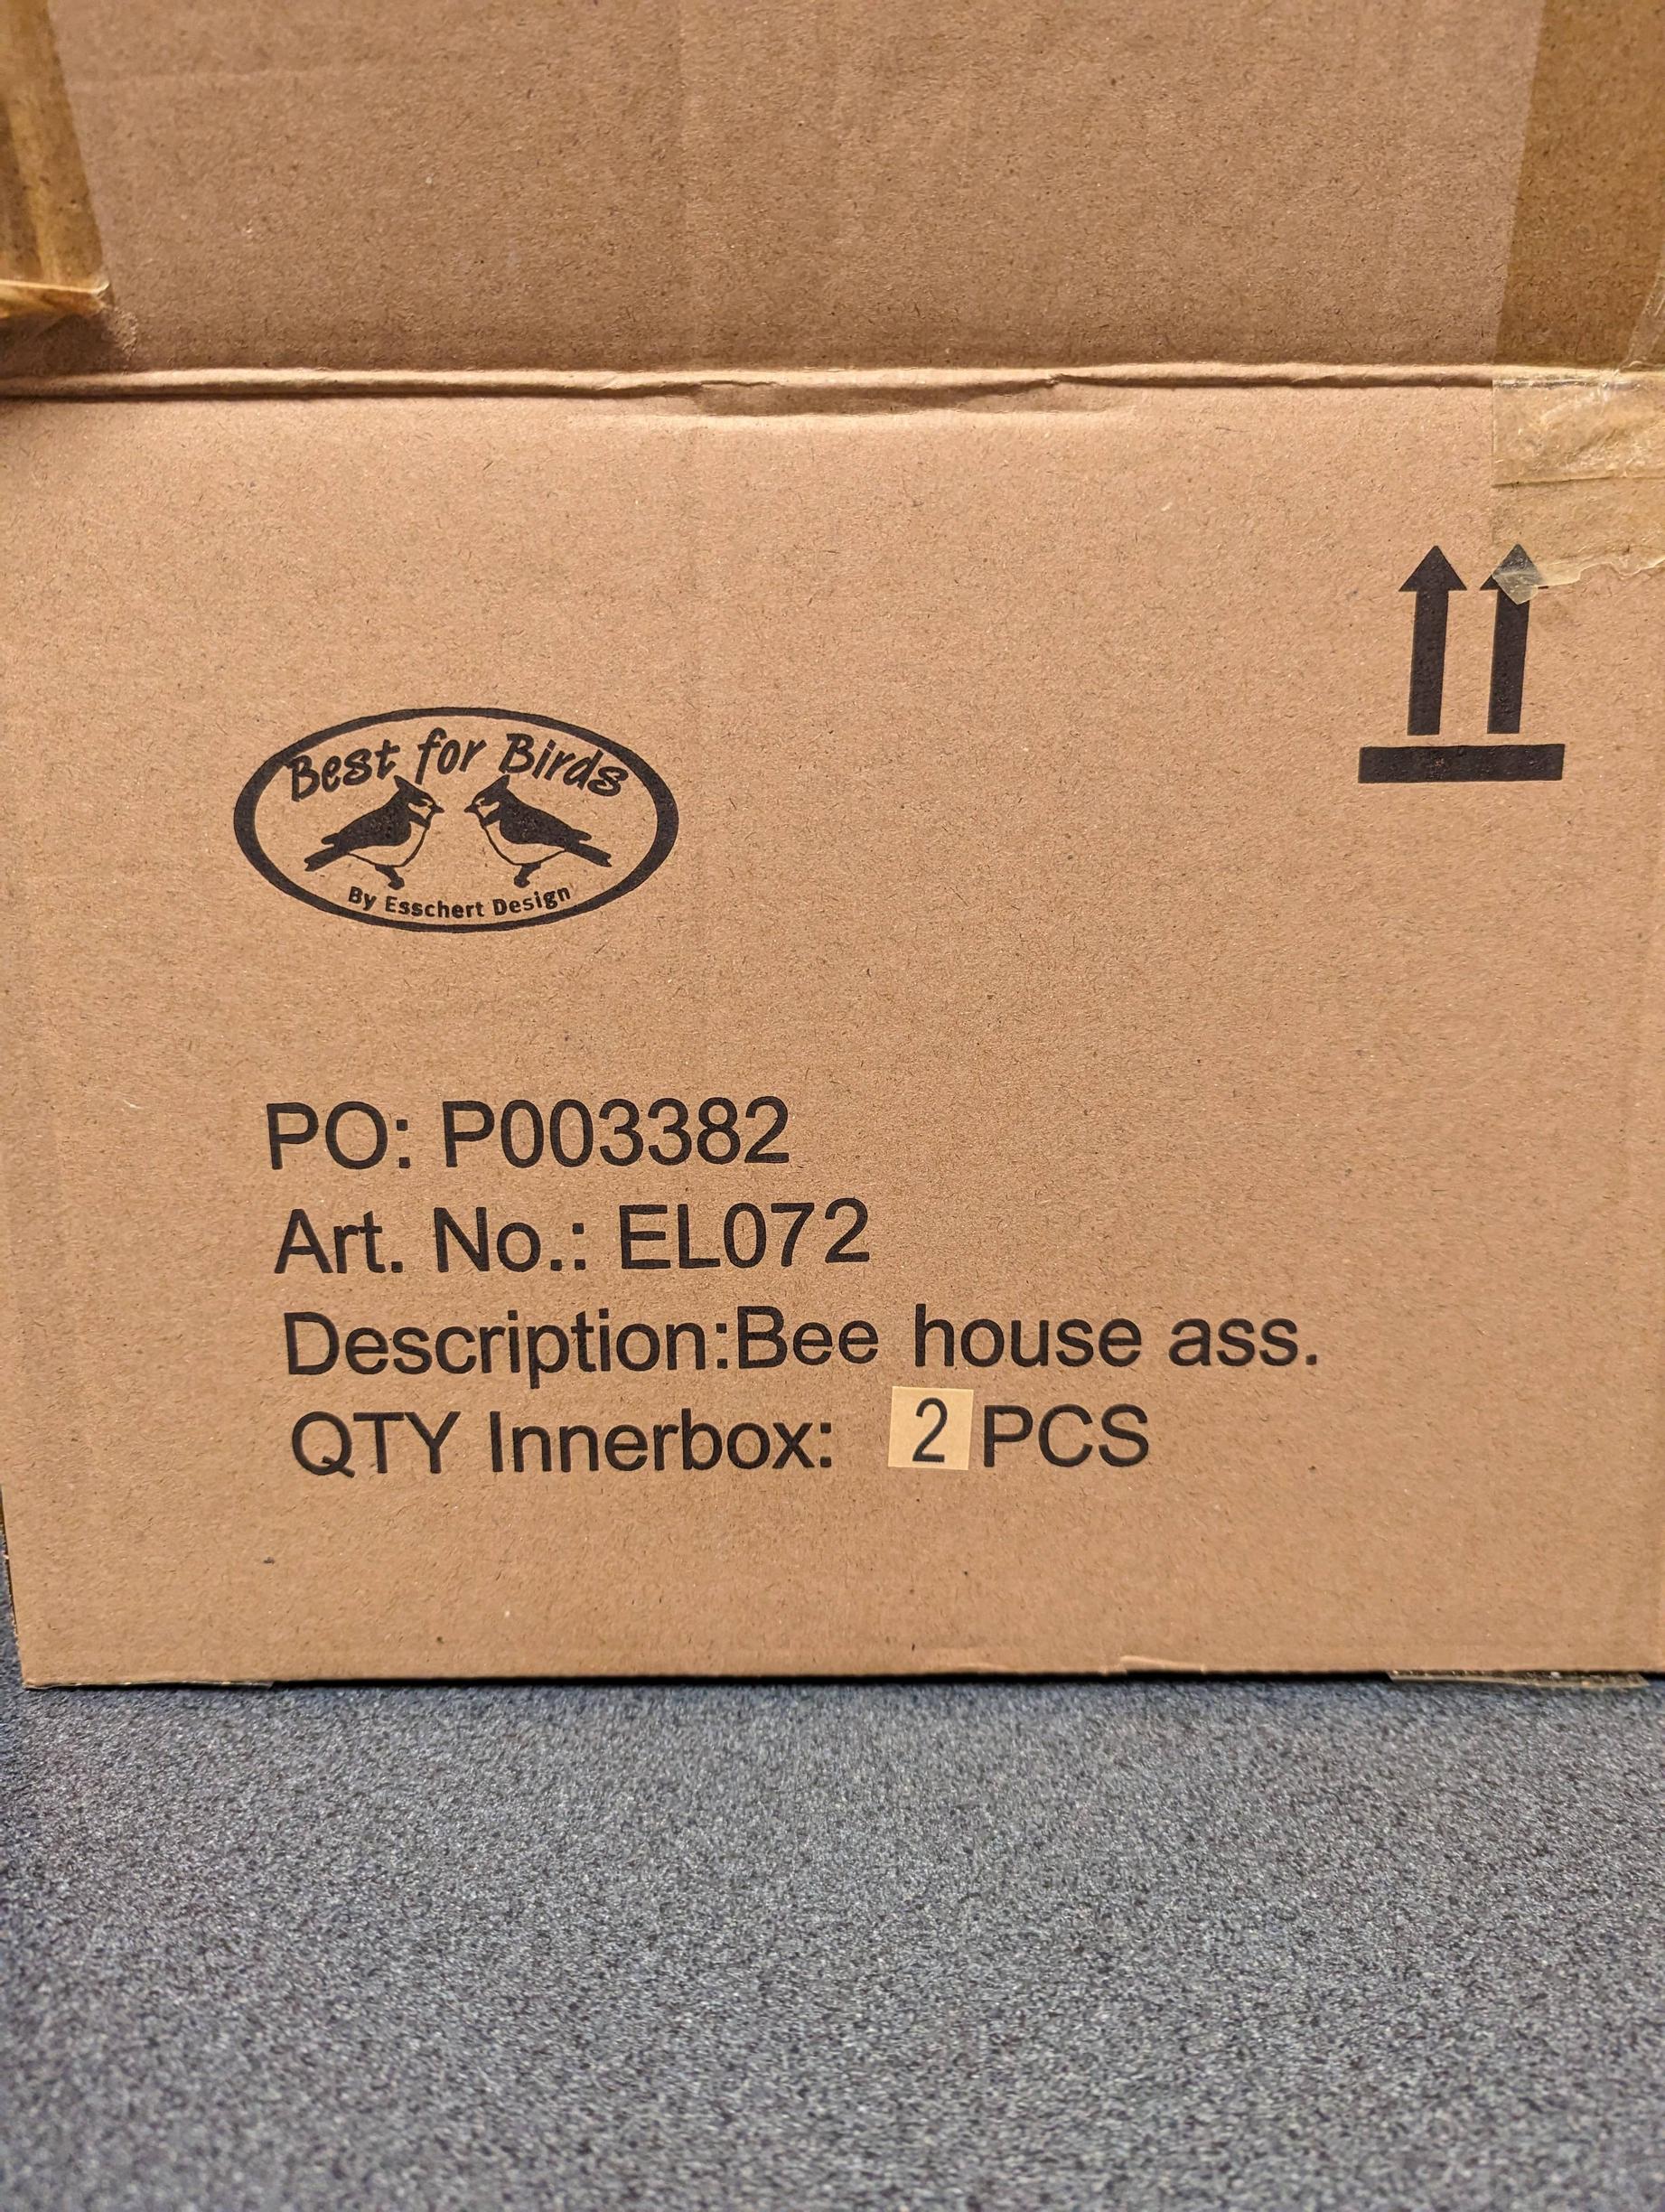 Best for Birds
By Esschert Design
PO: P003382
Art. No.: EL072
Description:Bee house ass.
QTY Innerbox: 2 PCS